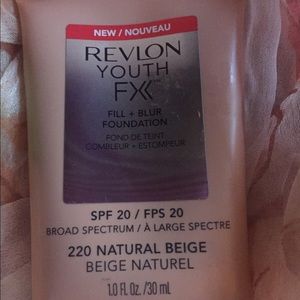 NEW / NOUVEAU
REVLON
YOUTH
FX
FILL + BLUR
FOUNDATION
FOND DE TEINT
COMBLEUR + ESTOMPEUR
SPF 20 / FPS 20
BROAD SPECTRUM / À LARGE SPECTRE
220 NATURAL BEIGE
BEIGE NATUREL
1.0 Fl. Oz. / 30 mL